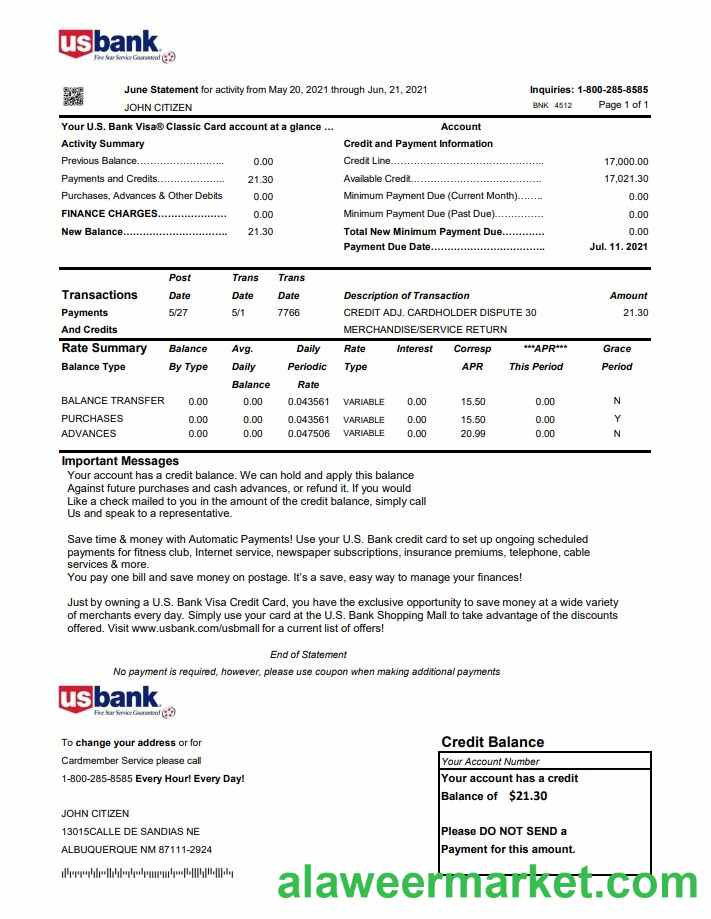 usbank
Five Star Service Guaranteed
June Statement for activity from May 20, 2021 through Jun, 21, 2021 Inquiries: 1-800-285-8585
JOHN CITIZEN BNK 4512 Page 1 of 1
Your U.S. Bank Visa® Classic Card account at a glance … Account
Activity Summary Credit and Payment Information
Previous Balance…………………….. 0.00 Credit Line……………………………………….. 17,000.00
Payments and Credits………………... 21.30 Available Credit………………………………….. 17,021.30
Purchases, Advances & Other Debits 0.00 Minimum Payment Due (Current Month)…….. 0.00
FINANCE CHARGES………………… 0.00 Minimum Payment Due (Past Due)…………… 0.00
New Balance………………………….. 21.30 Total New Minimum Payment Due…………. 0.00
Payment Due Date…………………………….. Jul. 11. 2021
Post Trans Trans
Transactions Date Date Date Description of Transaction Amount
Payments 5/27 5/1 7766 CREDIT ADJ. CARDHOLDER DISPUTE 30 21.30
And Credits MERCHANDISE/SERVICE RETURN
Rate Summary Balance Avg. Daily Rate Interest Corresp ***APR*** Grace
Balance Type By Type Daily Periodic Type APR This Period Period
Balance Rate
BALANCE TRANSFER 0.00 0.00 0.043561 VARIABLE 0.00 15.50 0.00 N
PURCHASES 0.00 0.00 0.043561 VARIABLE 0.00 15.50 0.00 Y
ADVANCES 0.00 0.00 0.047506 VARIABLE 0.00 20.99 0.00 N
Important Messages
Your account has a credit balance. We can hold and apply this balance
Against future purchases and cash advances, or refund it. If you would
Like a check mailed to you in the amount of the credit balance, simply call
Us and speak to a representative.
Save time & money with Automatic Payments! Use your U.S. Bank credit card to set up ongoing scheduled
payments for fitness club, Internet service, newspaper subscriptions, insurance premiums, telephone, cable
services & more.
You pay one bill and save money on postage. It's a save, easy way to manage your finances!
Just by owning a U.S. Bank Visa Credit Card, you have the exclusive opportunity to save money at a wide variety
of merchants every day. Simply use your card at the U.S. Bank Shopping Mall to take advantage of the discounts
offered. Visit www.usbank.com/usbmall for a current list of offers!
End of Statement
No payment is required, however, please use coupon when making additional payments
usbank
Five Star Service Guaranteed
To change your address or for
Cardmember Service please call
1-800-285-8585 Every Hour! Every Day!
JOHN CITIZEN
13015CALLE DE SANDIAS NE
ALBUQUERQUE NM 87111-2924
Credit Balance
Your Account Number
Your account has a credit
Balance of $21.30
Please DO NOT SEND a
Payment for this amount.
alaweermarket.com